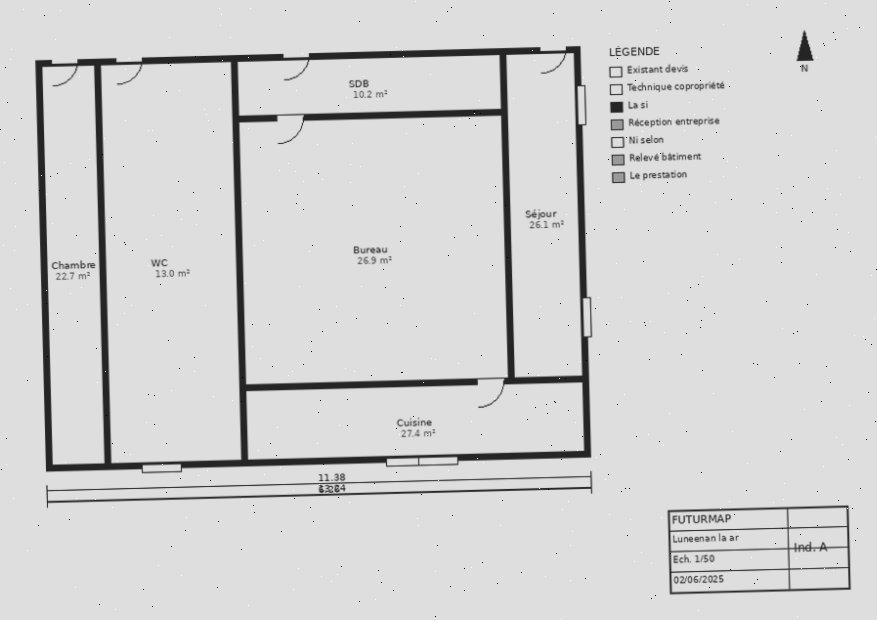 LÉGENDE
Existant devis
Technique copropriété
La si
Réception entreprise
Ni selon
Relevé bâtiment
Le prestation
N
SDB
10.2 m²
Séjour
26.1 m²
Bureau
26.9 m²
WC
13.0 m²
Chambre
22.7 m²
Cuisine
27.4 m²
11.38
FUTURMAP
Luneenan la ar
Ech. 1/50
02/06/2025
Ind. A